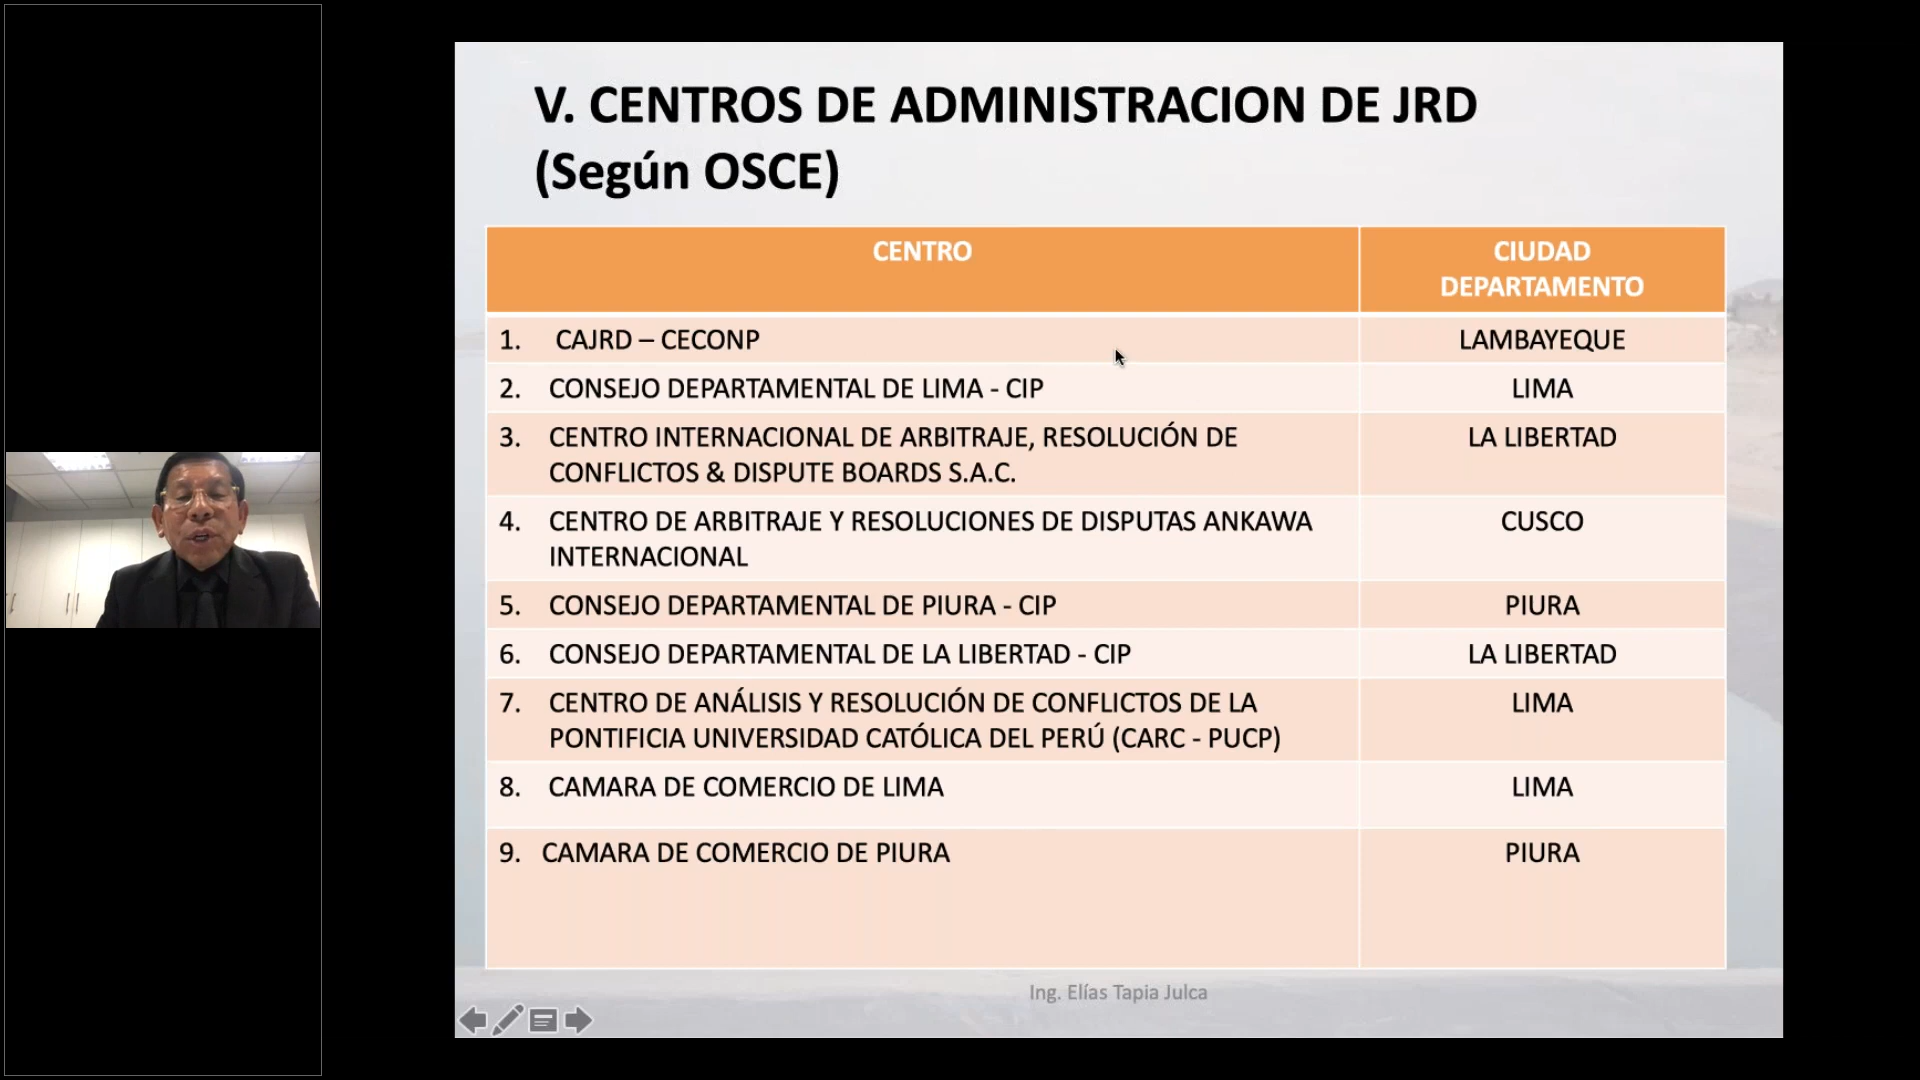 V. CENTROS DE ADMINISTRACION DE JRD
(Según OSCE)
CENTRO
CIUDAD
DEPARTAMENTO
1. CAJRD – CECONP
LAMBAYEQUE
2. CONSEJO DEPARTAMENTAL DE LIMA - CIP
LIMA
3. CENTRO INTERNACIONAL DE ARBITRAJE, RESOLUCIÓN DE
CONFLICTOS & DISPUTE BOARDS S.A.C.
LA LIBERTAD
4. CENTRO DE ARBITRAJE Y RESOLUCIONES DE DISPUTAS ANKAWA
INTERNACIONAL
CUSCO
5. CONSEJO DEPARTAMENTAL DE PIURA - CIP
PIURA
6. CONSEJO DEPARTAMENTAL DE LA LIBERTAD - CIP
LA LIBERTAD
7. CENTRO DE ANÁLISIS Y RESOLUCIÓN DE CONFLICTOS DE LA
PONTIFICIA UNIVERSIDAD CATÓLICA DEL PERÚ (CARC - PUCP)
LIMA
8. CAMARA DE COMERCIO DE LIMA
LIMA
9. CAMARA DE COMERCIO DE PIURA
PIURA
Ing. Elías Tapia Julca